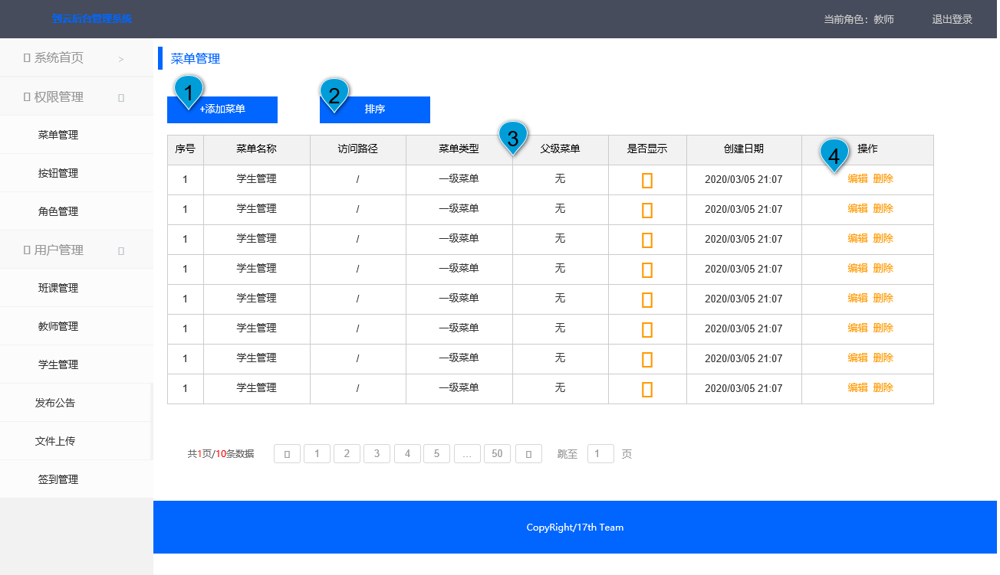 到云后台管理系统
当前角色：教师 退出登录
系统首页 >
权限管理
菜单管理
按钮管理
角色管理
用户管理
班课管理
教师管理
学生管理
发布公告
文件上传
签到管理
菜单管理
1 2
+添加菜单 排序
3 4
序号 菜单名称 访问路径 菜单类型 父级菜单 是否显示 创建日期 操作
1 学生管理 / 一级菜单 无 2020/03/05 21:07 编辑 删除
1 学生管理 / 一级菜单 无 2020/03/05 21:07 编辑 删除
1 学生管理 / 一级菜单 无 2020/03/05 21:07 编辑 删除
1 学生管理 / 一级菜单 无 2020/03/05 21:07 编辑 删除
1 学生管理 / 一级菜单 无 2020/03/05 21:07 编辑 删除
1 学生管理 / 一级菜单 无 2020/03/05 21:07 编辑 删除
1 学生管理 / 一级菜单 无 2020/03/05 21:07 编辑 删除
1 学生管理 / 一级菜单 无 2020/03/05 21:07 编辑 删除
共1页/10条数据 1 2 3 4 5 ... 50 跳至 1 页
CopyRight/17th Team